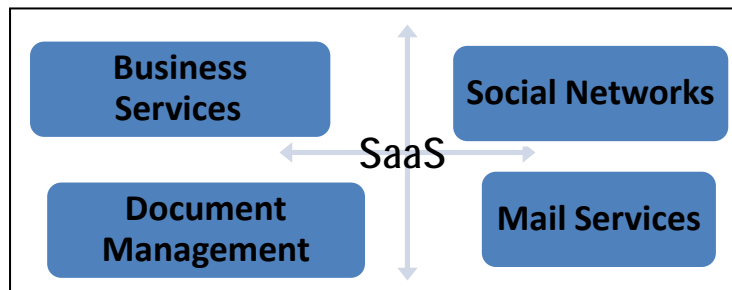 Business
Services
Social Networks
SaaS
Document
Management
Mail Services